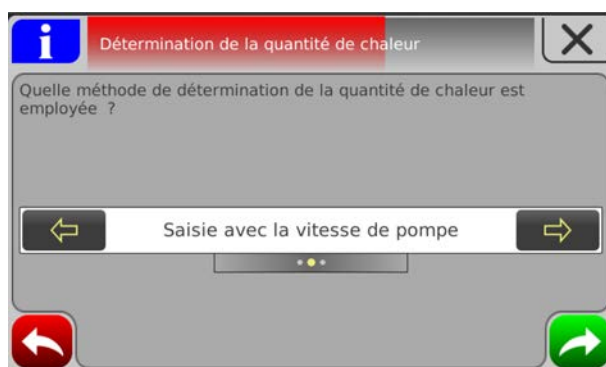 i
Détermination de la quantité de chaleur
Quelle méthode de détermination de la quantité de chaleur est
employée ?
Saisie avec la vitesse de pompe